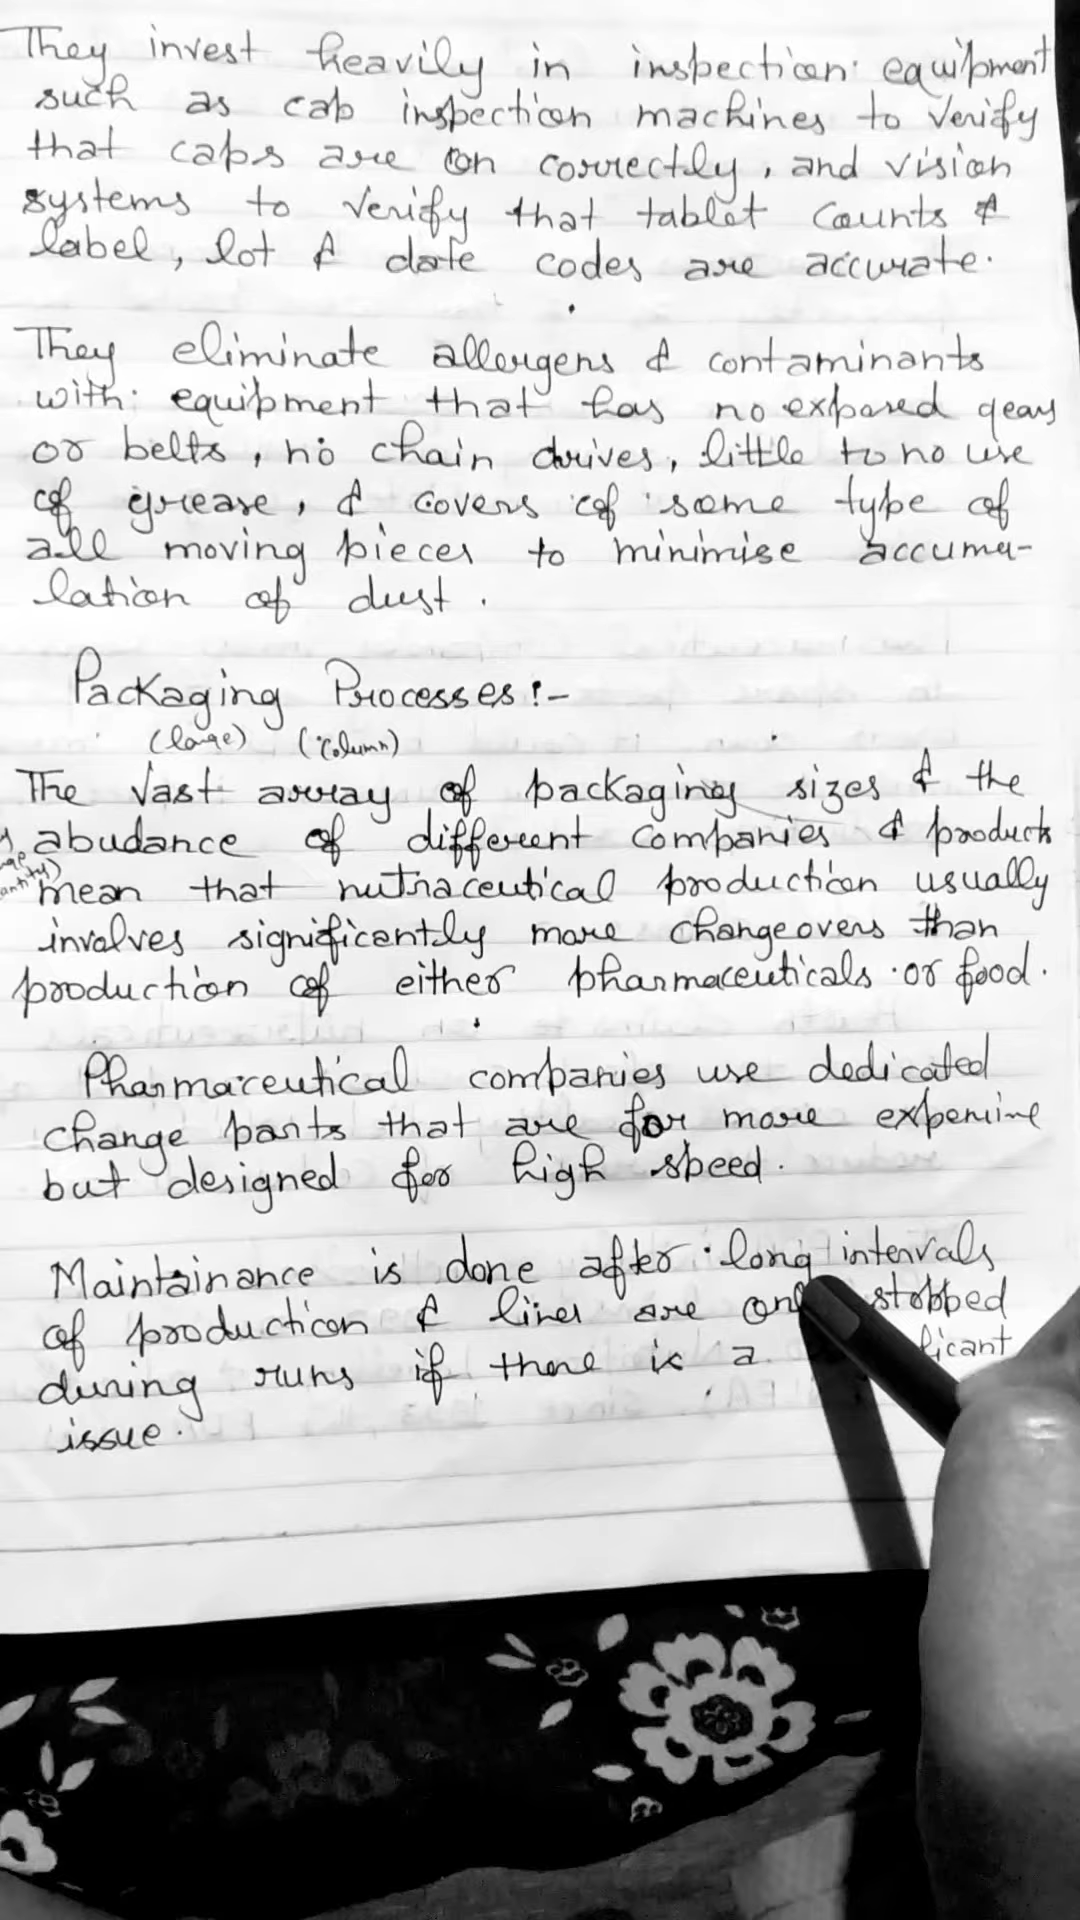 They invest heavily in inspection equipment
such as cap inspection machines to verify
that caps are on correctly, and vision
systems to verify that tablet counts &
label, lot & date codes are accurate.
They eliminate allergens & contaminants
with equipment that has no exposed gears
or belts, no chain drives, little to no use
of grease, & covers of some type of
all moving pieces to minimise accumu-
lation of dust.
Packaging Processes:-
(large) (column)
The vast array of packaging sizes & the
abudance of different companies & products
mean that nutraceutical production usually
involves significantly more changeovers than
production of either pharmaceuticals or food.
Pharmaceutical companies use dedicated
change parts that are far more expensive
but designed for high speed.
Maintainance is done after long intervals
of production & lines are stopped
during runs if there is a
issue.